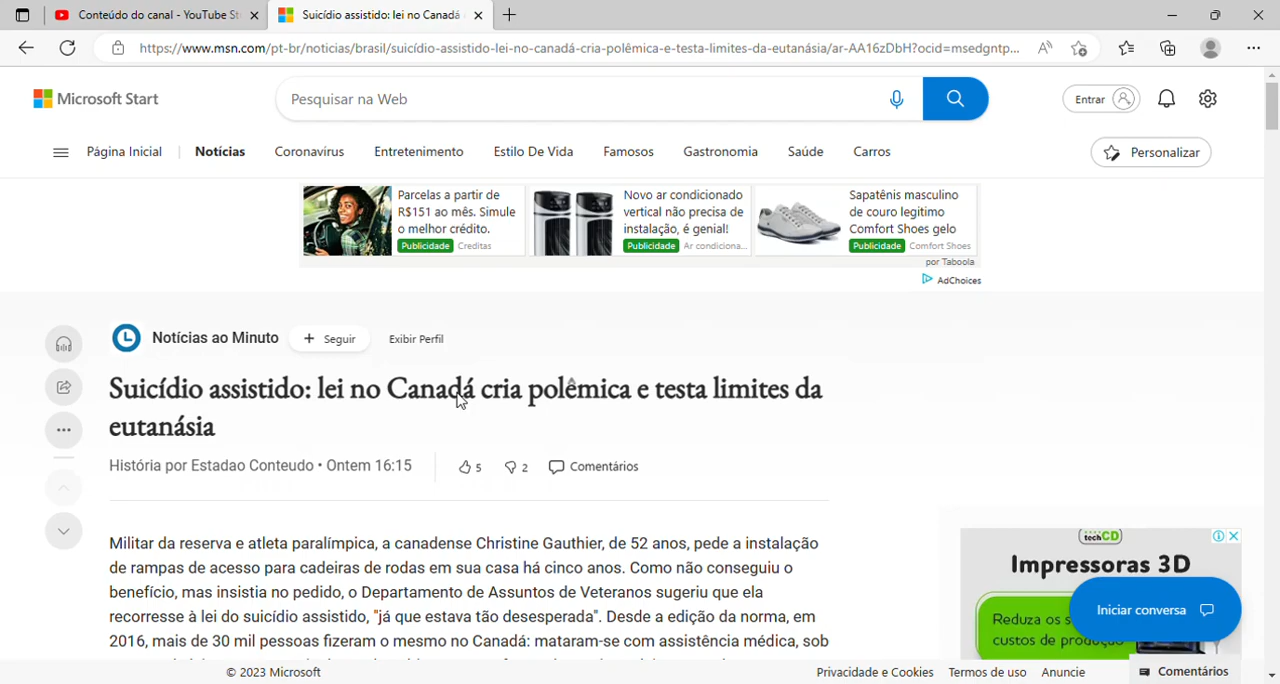 Conteúdo do canal - YouTube St
Suicídio assistido: lei no Canadá
https://www.msn.com/pt-br/noticias/brasil/suicídio-assistido-lei-no-canadá-cria-polêmica-e-testa-limites-da-eutanásia/ar-AA16zDbH?ocid=msedgntp...
Microsoft Start
Pesquisar na Web
Entrar
Página Inicial
Notícias
Coronavirus
Entretenimento
Estilo De Vida
Famosos
Gastronomia
Saúde
Carros
Personalizar
Parcelas a partir de
R$151 ao mês. Simule
o melhor crédito.
Publicidade Creditas
Novo ar condicionado
vertical não precisa de
instalação, é genial!
Publicidade Ar condiciona...
Sapatênis masculino
de couro legitimo
Comfort Shoes gelo
Publicidade Comfort Shoes
por Taboola
AdChoices
Notícias ao Minuto
+ Seguir
Exibir Perfil
Suicídio assistido: lei no Canadá cria polêmica e testa limites da
eutanásia
História por Estadao Conteudo • Ontem 16:15
5
2
Comentários
Militar da reserva e atleta paralímpica, a canadense Christine Gauthier, de 52 anos, pede a instalação
de rampas de acesso para cadeiras de rodas em sua casa há cinco anos. Como não conseguiu o
benefício, mas insistia no pedido, o Departamento de Assuntos de Veteranos sugeriu que ela
recorresse à lei do suicídio assistido, "já que estava tão desesperada". Desde a edição da norma, em
2016, mais de 30 mil pessoas fizeram o mesmo no Canadá: mataram-se com assistência médica, sob
techCD
Impressoras 3D
Reduza os s
custos de produç
Iniciar conversa
© 2023 Microsoft
Privacidade e Cookies
Termos de uso
Anuncie
Comentários